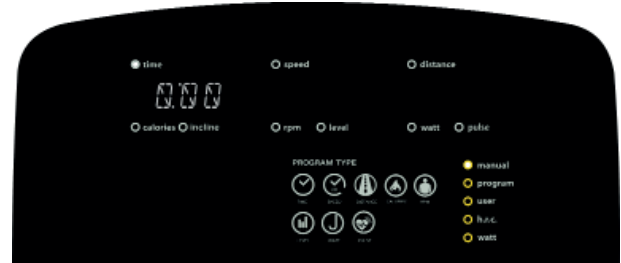 time speed distance
0:00
calories incline rpm level watt pulse
PROGRAM TYPE
manual
program
user
h.r.c.
watt